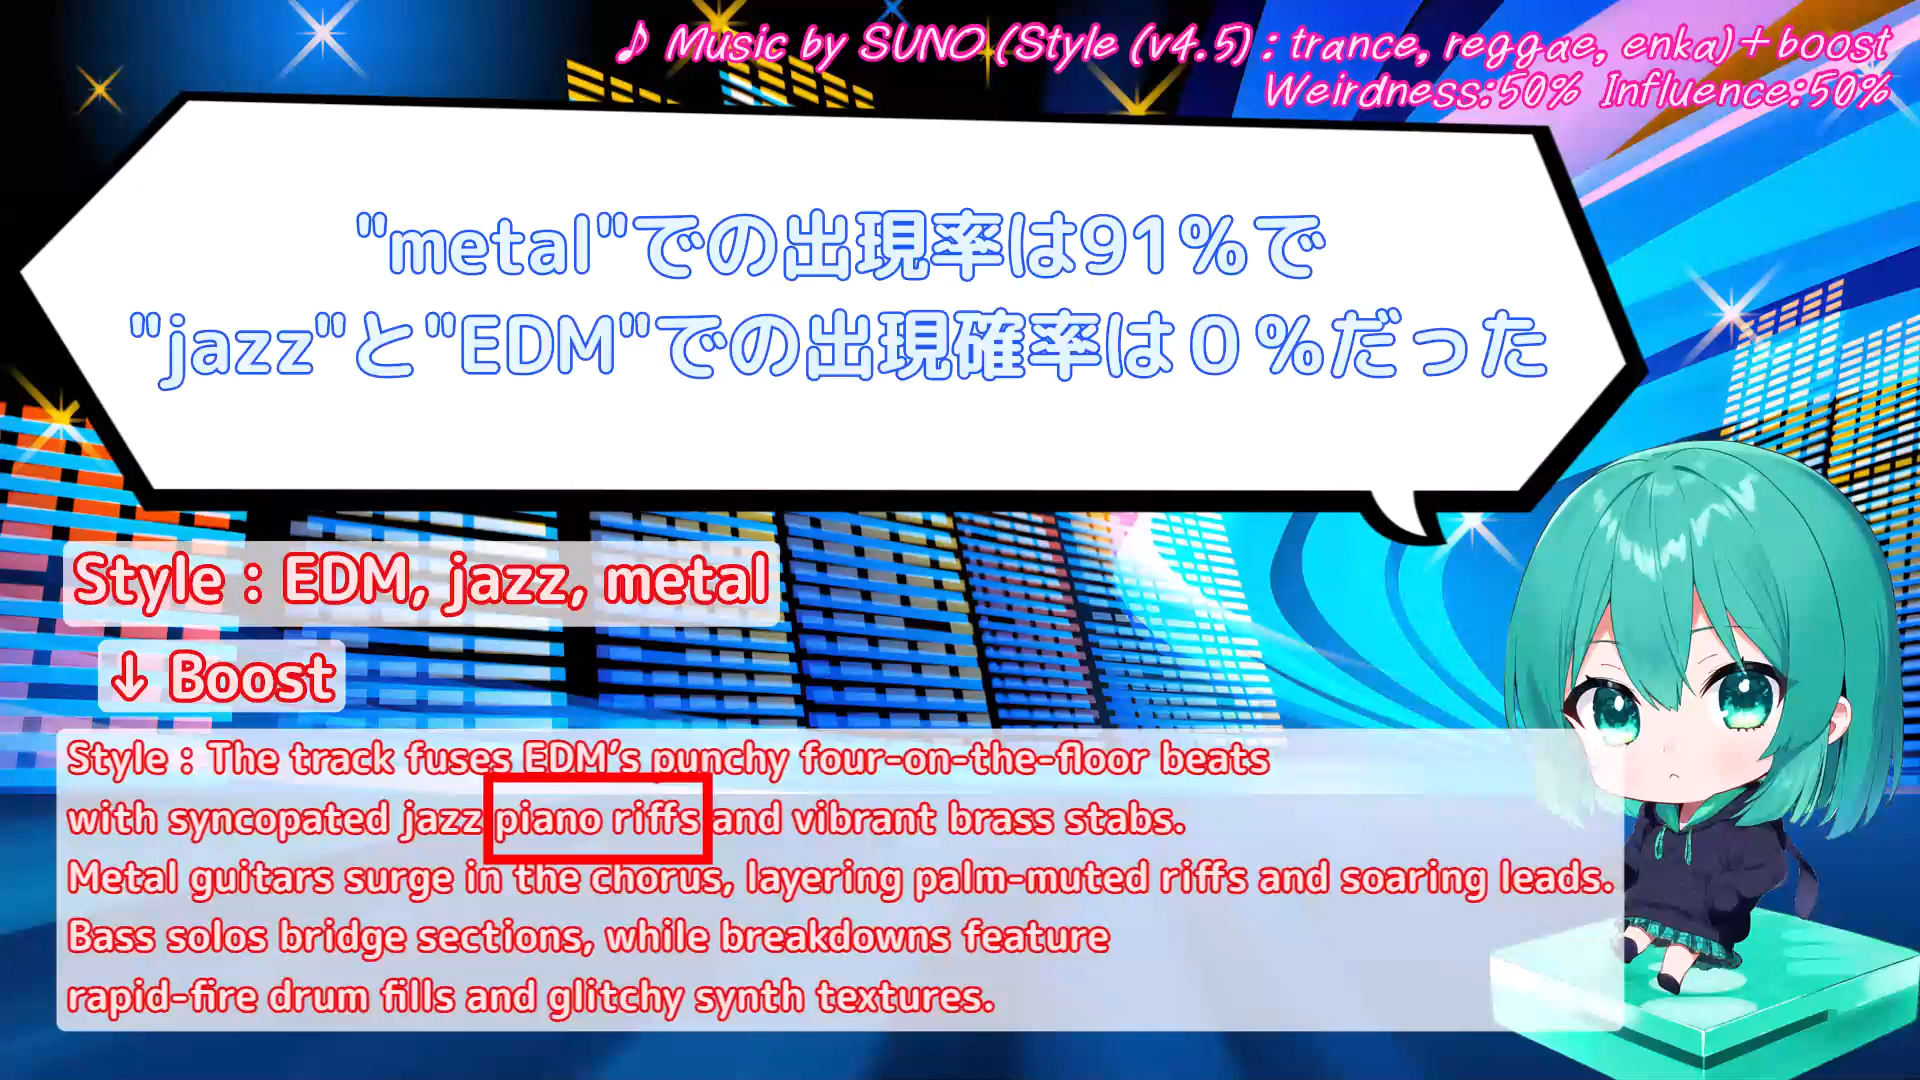 ♪ Music by SUNO (Style (v4.5) : trance, reggae, enka)+boost
Weirdness:50% Influence:50%
"metal"での出現率は91%で
"jazz"と"EDM"での出現確率は０％だった
Style : EDM, jazz, metal
↓ Boost
Style : The track fuses EDM’s punchy four-on-the-floor beats
with syncopated jazz piano riffs and vibrant brass stabs.
Metal guitars surge in the chorus, layering palm-muted riffs and soaring leads.
Bass solos bridge sections, while breakdowns feature
rapid-fire drum fills and glitchy synth textures.